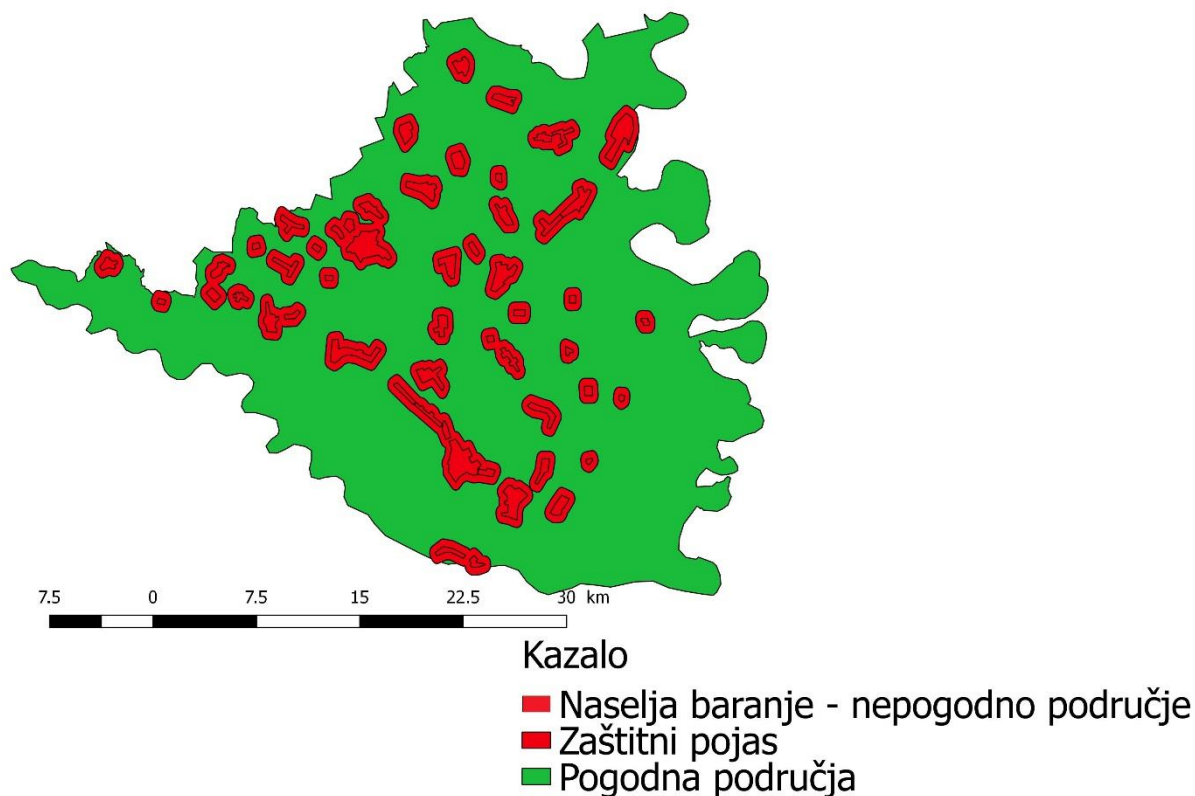 7.5 0 7.5 15 22.5 30 km
Kazalo
Naselja baranje - nepogodno područje
Zaštitni pojas
Pogodna područja